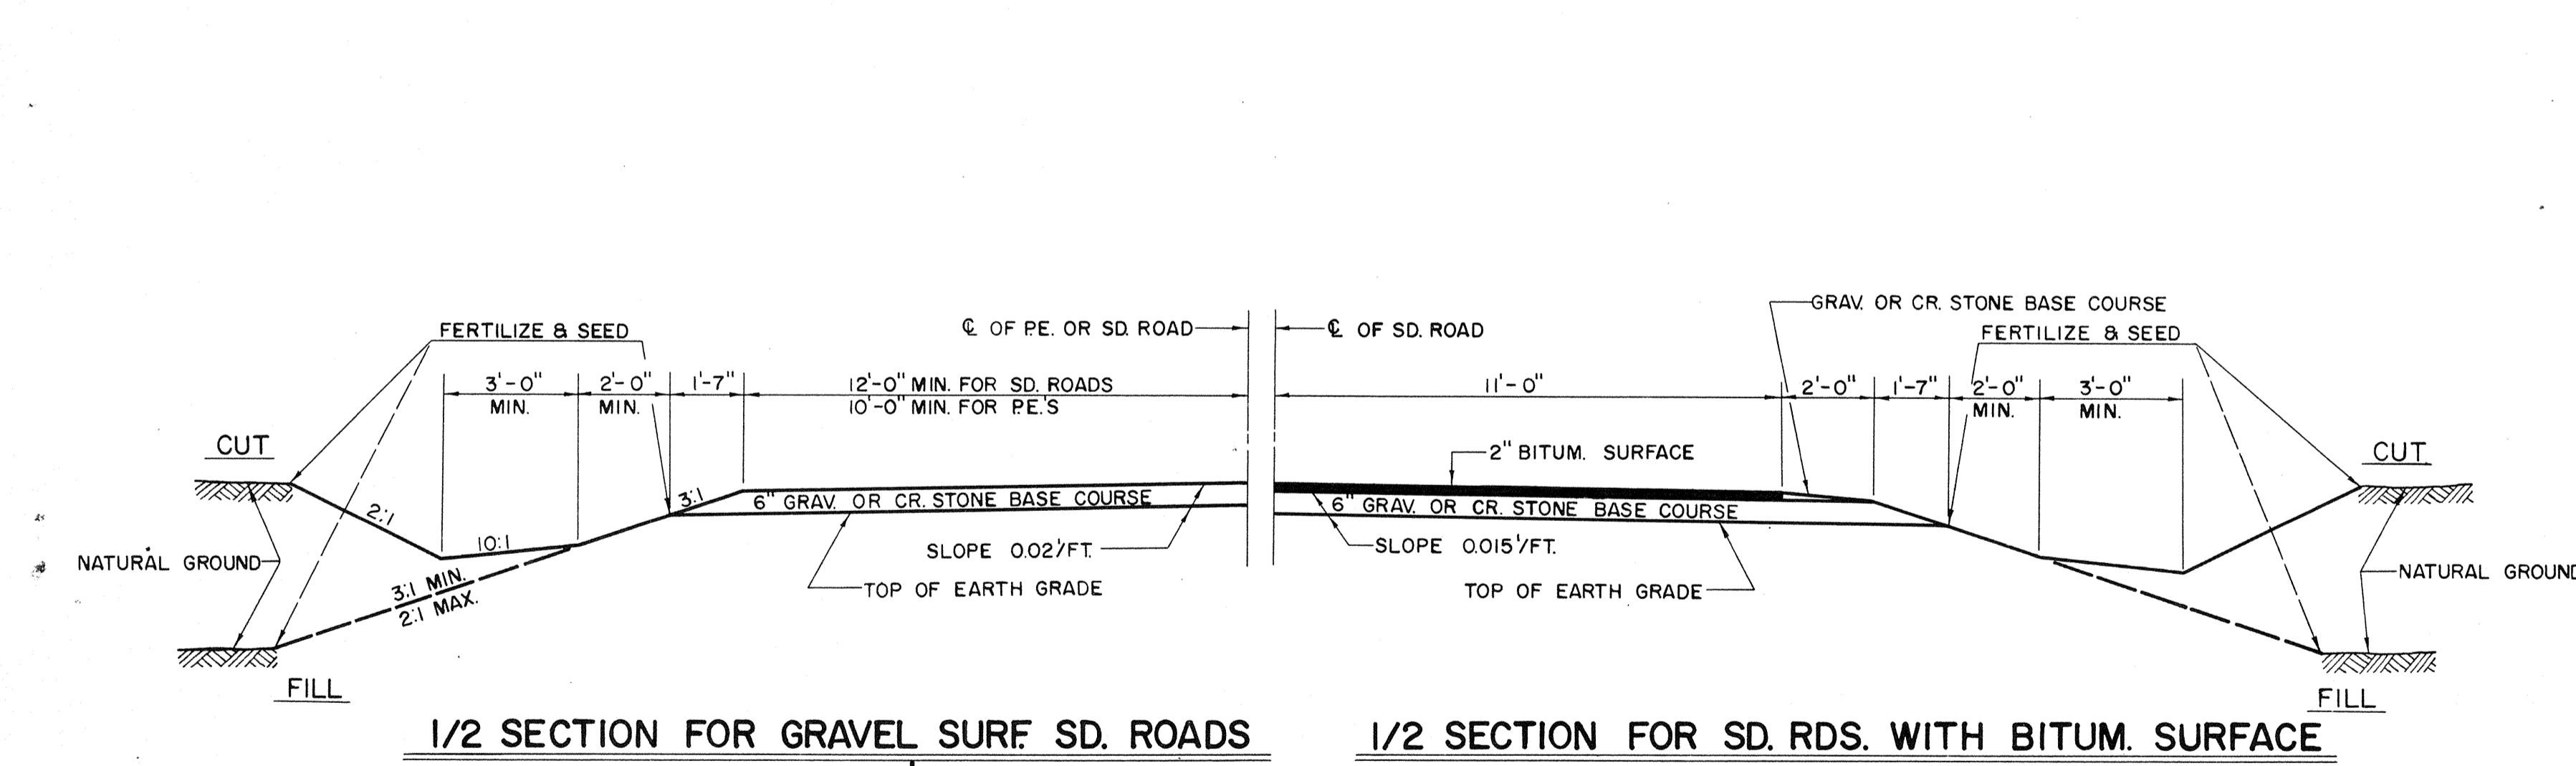 FERTILIZE & SEED
℄ OF P.E. OR SD. ROAD
3'-0"
MIN.
2'-0"
MIN.
1'-7"
12'-0" MIN. FOR SD. ROADS
10'-0" MIN. FOR P.E.'S
CUT
2:1
10:1
3:1
6" GRAV. OR CR. STONE BASE COURSE
NATURAL GROUND
SLOPE 0.02'/FT.
3:1 MIN.
2:1 MAX.
TOP OF EARTH GRADE
FILL
1/2 SECTION FOR GRAVEL SURF. SD. ROADS
℄ OF SD. ROAD
GRAV. OR CR. STONE BASE COURSE
FERTILIZE & SEED
11'-0"
2'-0"
1'-7"
2'-0"
MIN.
3'-0"
MIN.
2" BITUM. SURFACE
CUT
6" GRAV. OR CR. STONE BASE COURSE
SLOPE 0.015'/FT.
TOP OF EARTH GRADE
NATURAL GROUND
FILL
1/2 SECTION FOR SD. RDS. WITH BITUM. SURFACE